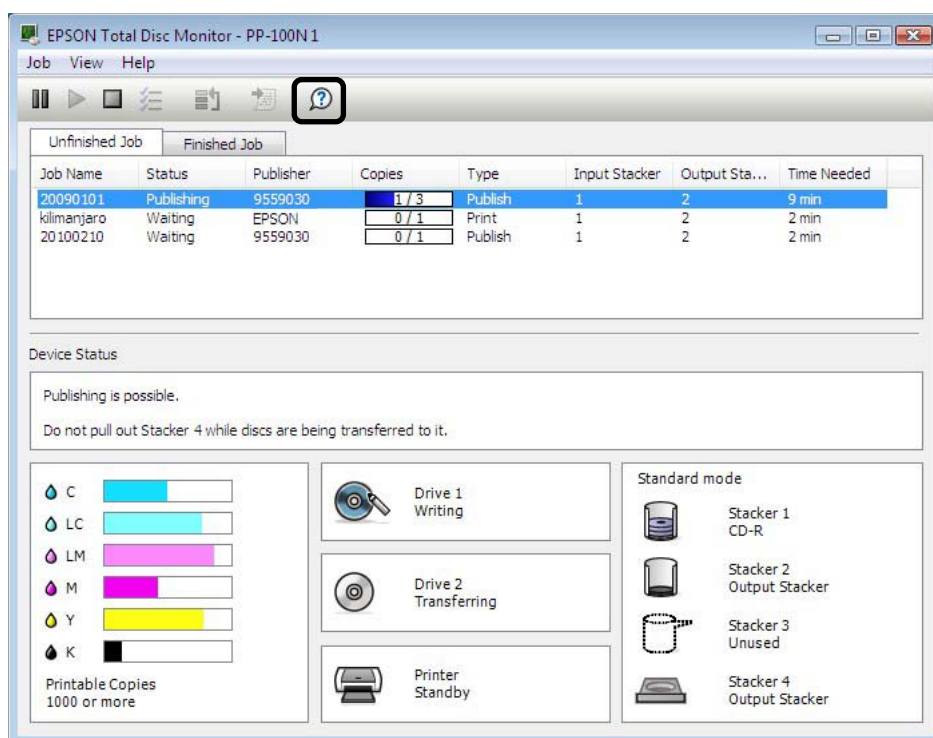 EPSON Total Disc Monitor - PP-100N 1
Job View Help
Unfinished Job Finished Job
Job Name Status Publisher Copies Type Input Stacker Output Sta... Time Needed
20090101 Publishing 9559030 1 / 3 Publish 1 2 9 min
kilimanjaro Waiting EPSON 0 / 1 Print 1 2 2 min
20100210 Waiting 9559030 0 / 1 Publish 1 2 2 min
Device Status
Publishing is possible.
Do not pull out Stacker 4 while discs are being transferred to it.
C
LC
LM
M
Y
K
Printable Copies
1000 or more
Drive 1
Writing
Drive 2
Transferring
Printer
Standby
Standard mode
Stacker 1
CD-R
Stacker 2
Output Stacker
Stacker 3
Unused
Stacker 4
Output Stacker